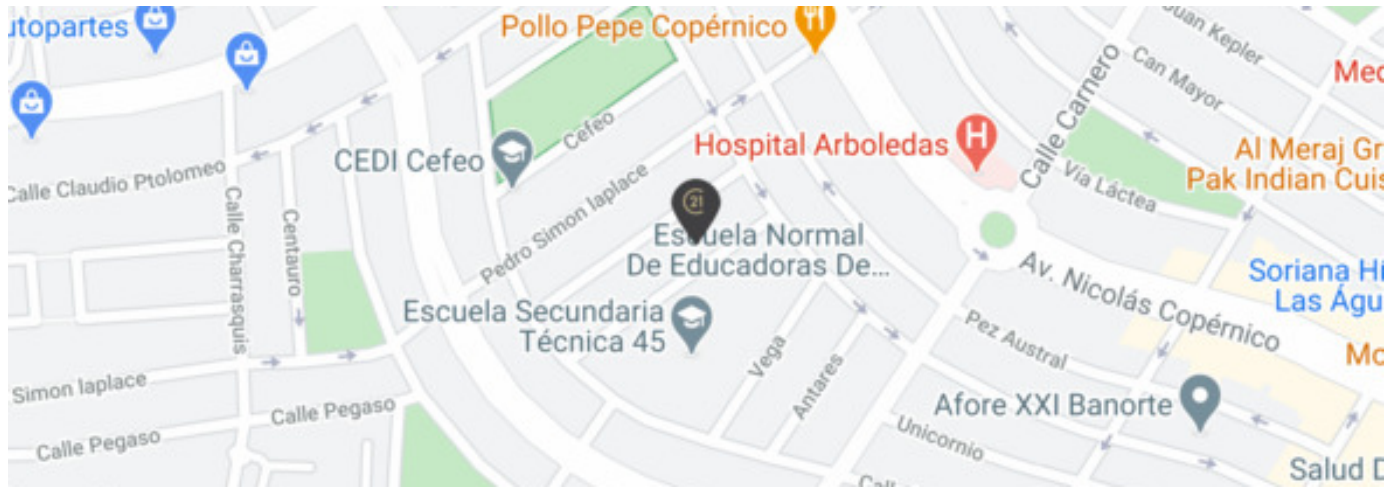 utopartes
Pollo Pepe Copérnico
Juan Kepler
Can Mayor
Med
Calle Carnero
Cefeo
CEDI Cefeo
Hospital Arboledas
H
Al Meraj Gr
Pak Indian Cuis
Calle Claudio Ptolomeo
Vía Láctea
21
Pedro Simon laplace
Calle Charrasquis
Centauro
Escuela Normal
De Educadoras De...
Av. Nicolás Copérnico
Soriana Hí
Las Águ
Escuela Secundaria
Técnica 45
Pez Austral
Mo
Vega
Antares
Simon laplace
Calle Pegaso
Calle Pegaso
Afore XXI Banorte
Unicornio
Salud D